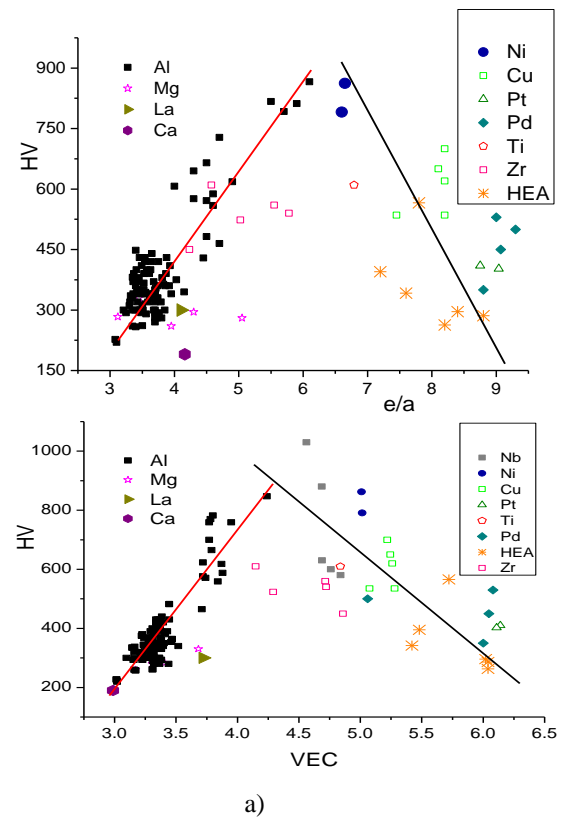 HV
900
750
600
450
300
150
3
4
5
6
7
8
9
e/a
Al
Mg
La
Ca
Ni
Cu
Pt
Pd
Ti
Zr
HEA
HV
1000
800
600
400
200
3.0
3.5
4.0
4.5
5.0
5.5
6.0
6.5
VEC
Al
Mg
La
Ca
Nb
Ni
Cu
Pt
Ti
Pd
HEA
Zr
a)